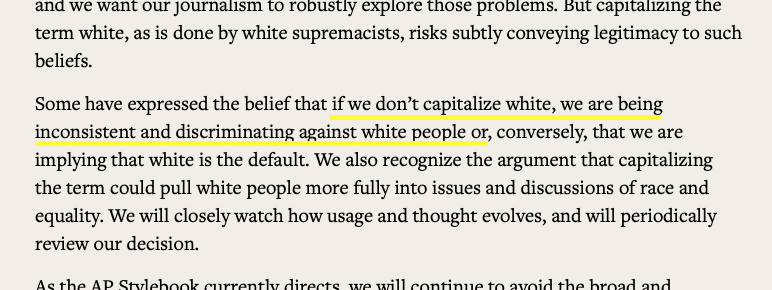 and we want our journalism to robustly explore those problems. But capitalizing the
term white, as is done by white supremacists, risks subtly conveying legitimacy to such
beliefs.
Some have expressed the belief that if we don’t capitalize white, we are being
inconsistent and discriminating against white people or, conversely, that we are
implying that white is the default. We also recognize the argument that capitalizing
the term could pull white people more fully into issues and discussions of race and
equality. We will closely watch how usage and thought evolves, and will periodically
review our decision.
As the AP Stylebook currently directs, we will continue to avoid the broad and